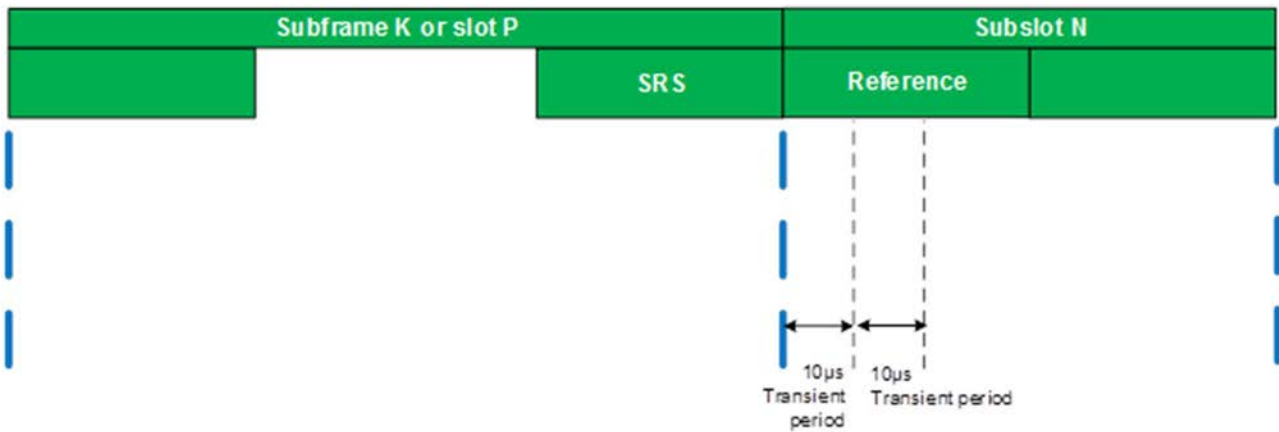 Subframe K or slot P
Subslot N
SRS
Reference
10µs
Transient
period
10µs
Transient period